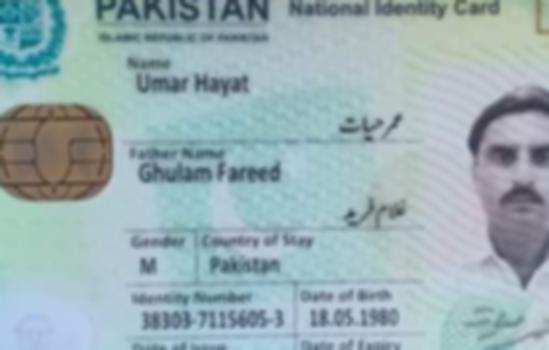 PAKISTAN National Identity Card
ISLAMIC REPUBLIC OF PAKISTAN
Name
Umar Hayat
عمر حیات
Father Name
Ghulam Fareed
غلام فرید
Gender Country of Stay
M Pakistan
Identity Number Date of Birth
38303-7115605-3 18.05.1980
Date of Issue Date of Expiry